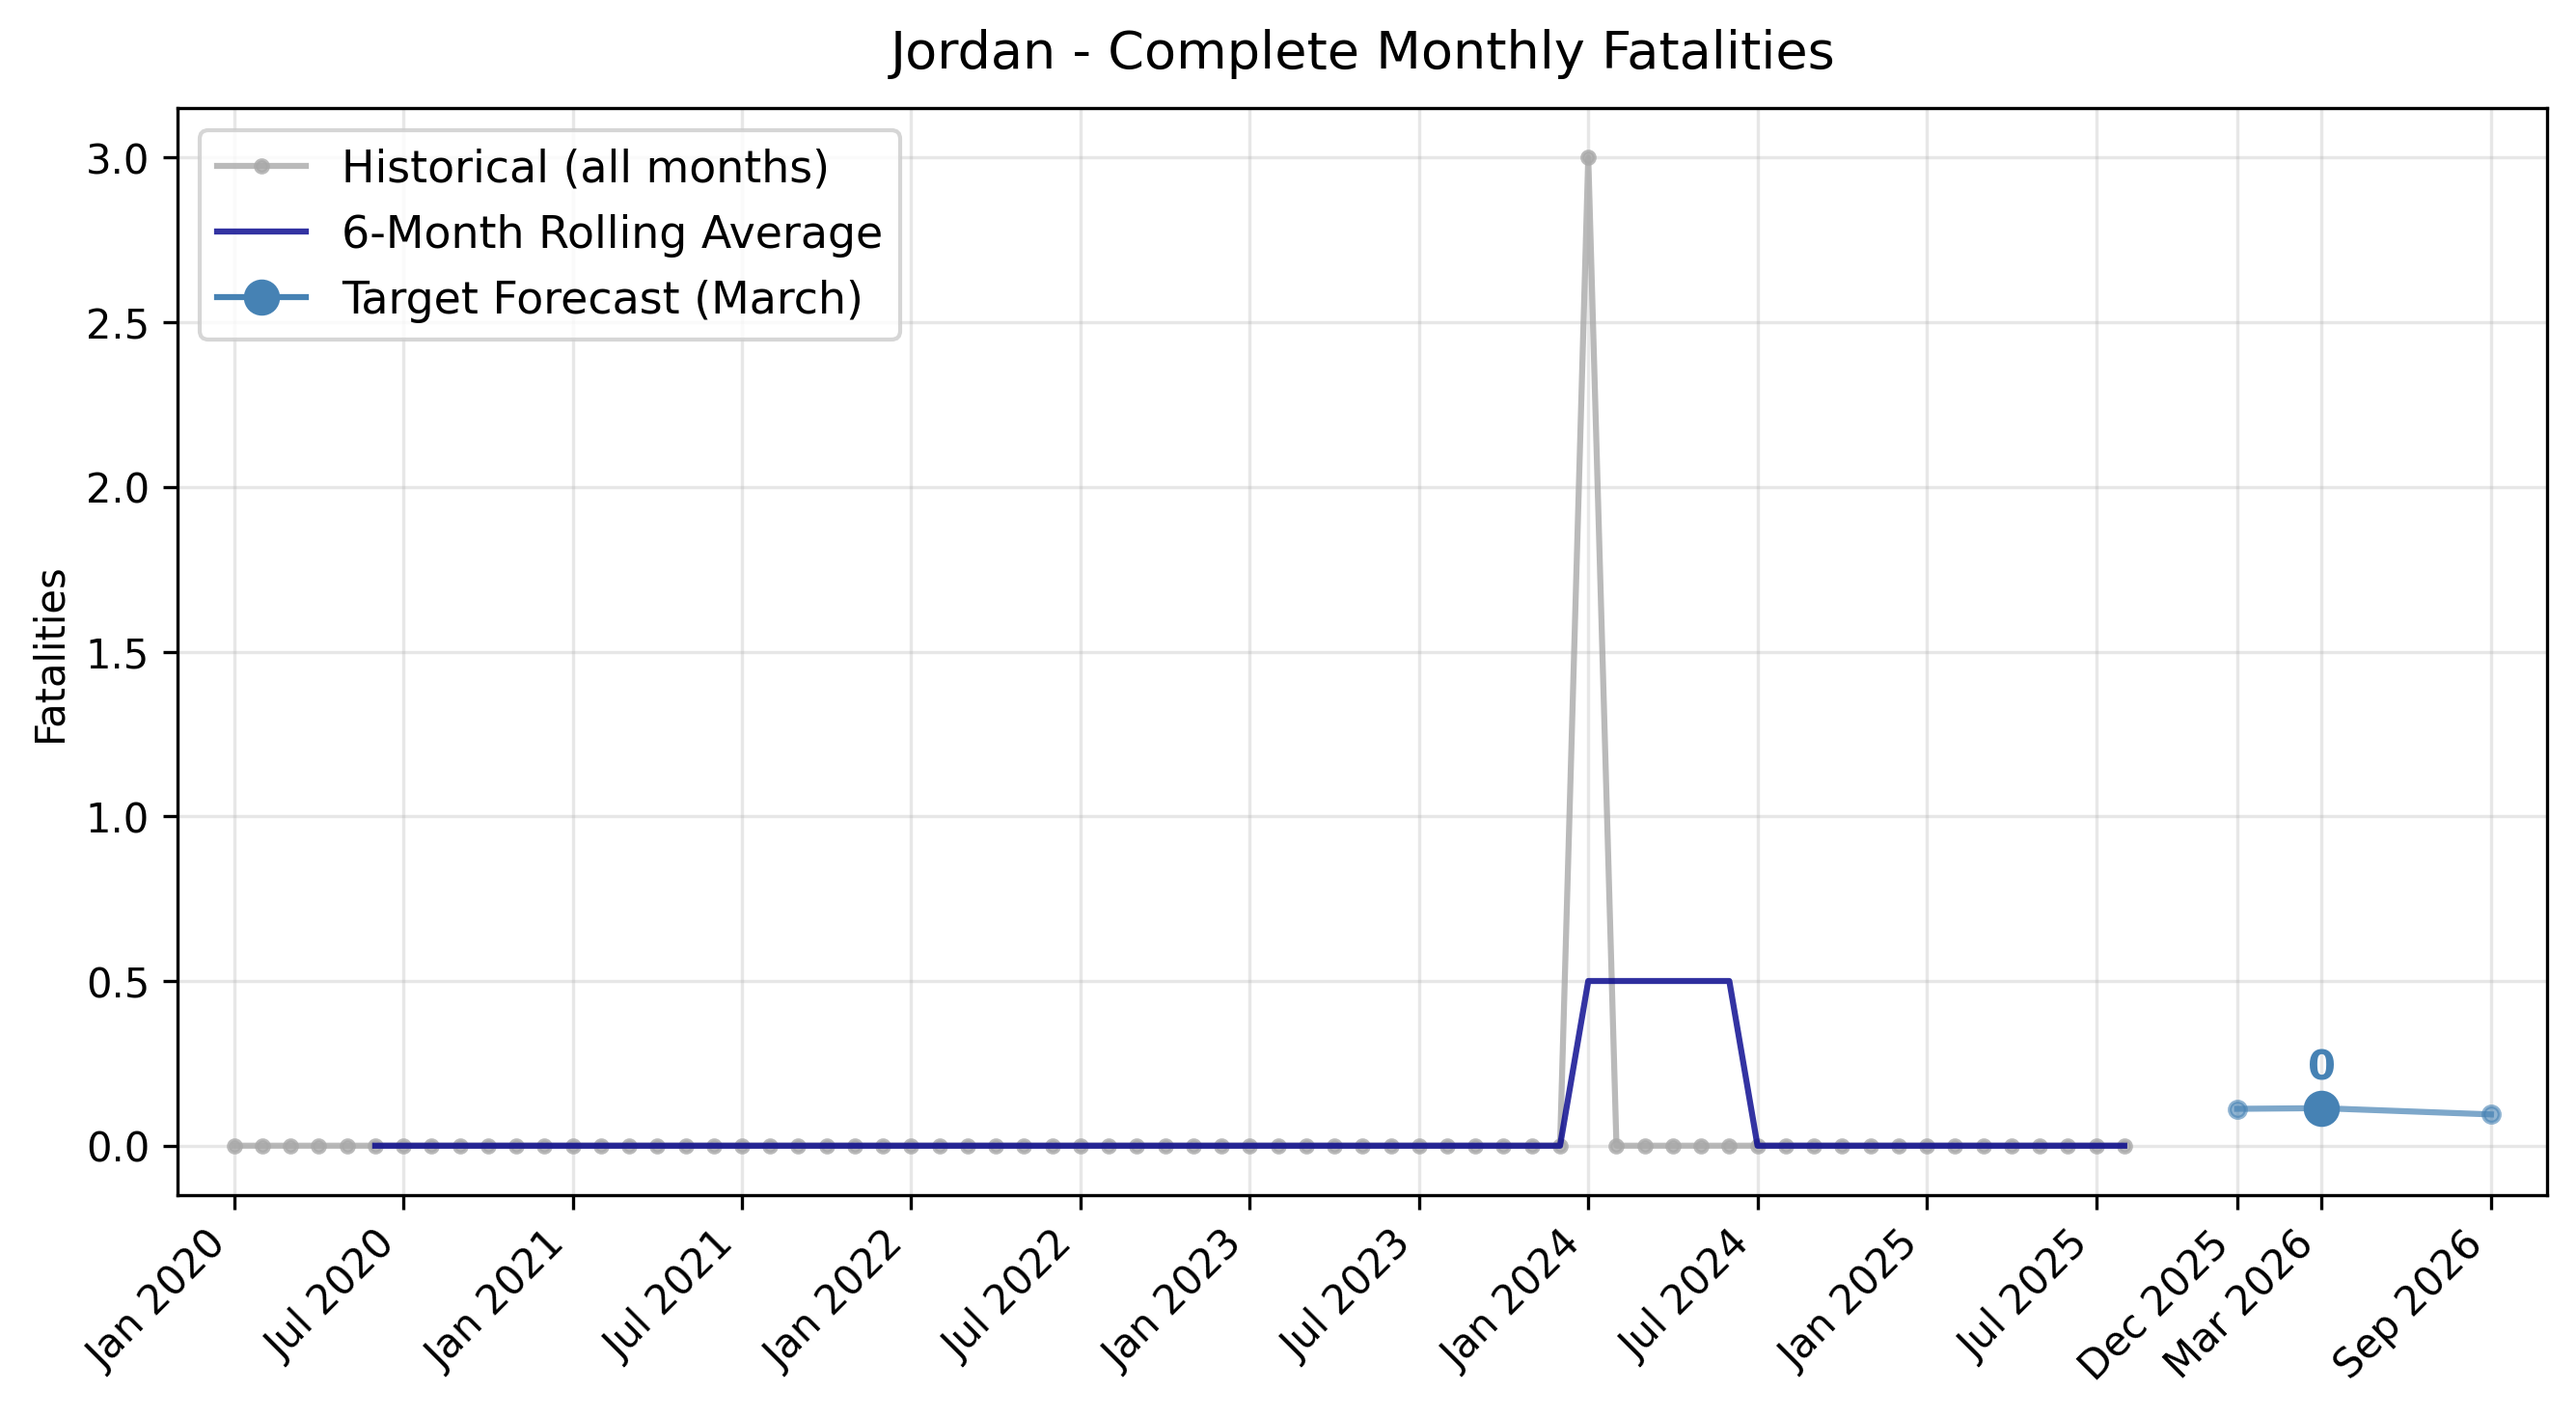 Jordan - Complete Monthly Fatalities
Historical (all months)
6-Month Rolling Average
Target Forecast (March)
Fatalities
3.0
2.5
2.0
1.5
1.0
0.5
0.0
0
Jan 2020
Jul 2020
Jan 2021
Jul 2021
Jan 2022
Jul 2022
Jan 2023
Jul 2023
Jan 2024
Jul 2024
Jan 2025
Jul 2025
Dec 2025
Mar 2026
Sep 2026